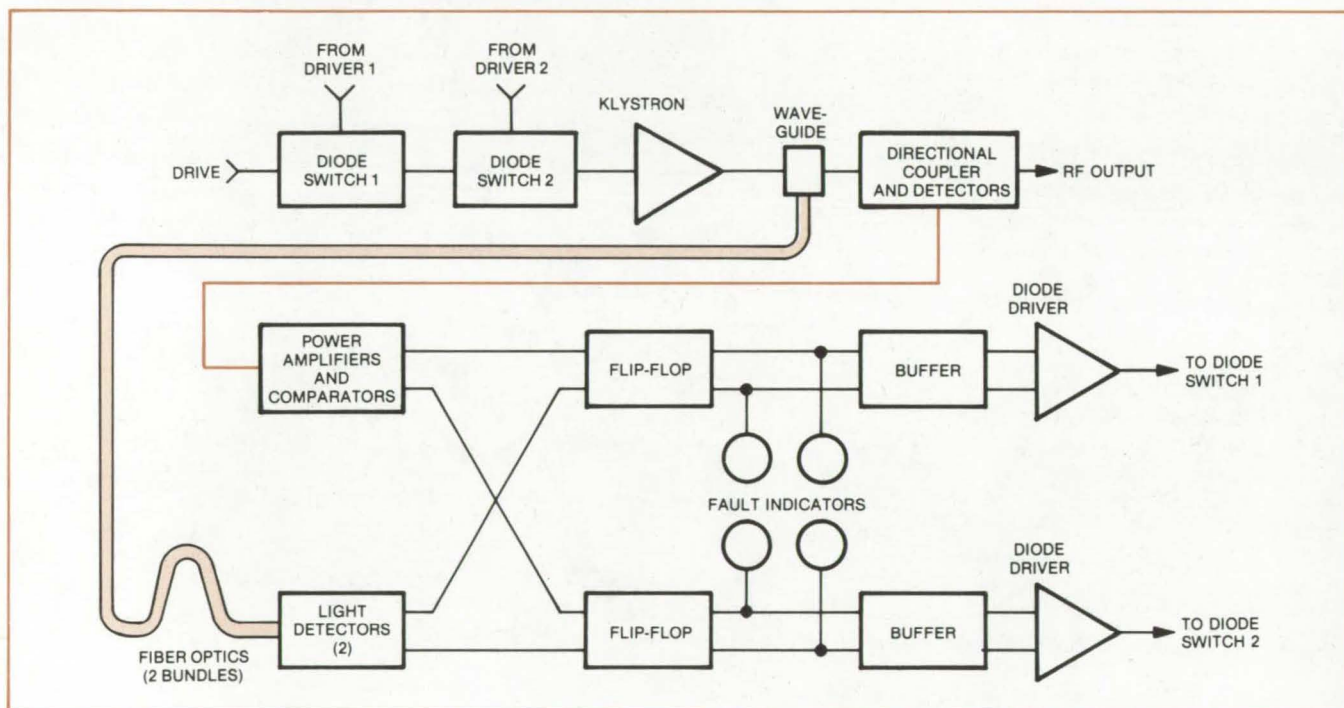 FROM
DRIVER 1
FROM
DRIVER 2
KLYSTRON
WAVE-
GUIDE
DRIVE
DIODE
SWITCH 1
DIODE
SWITCH 2
DIRECTIONAL
COUPLER
AND DETECTORS
RF OUTPUT
POWER
AMPLIFIERS
AND
COMPARATORS
FLIP-FLOP
BUFFER
DIODE
DRIVER
TO DIODE
SWITCH 1
FAULT INDICATORS
FIBER OPTICS
(2 BUNDLES)
LIGHT
DETECTORS
(2)
FLIP-FLOP
BUFFER
DIODE
DRIVER
TO DIODE
SWITCH 2